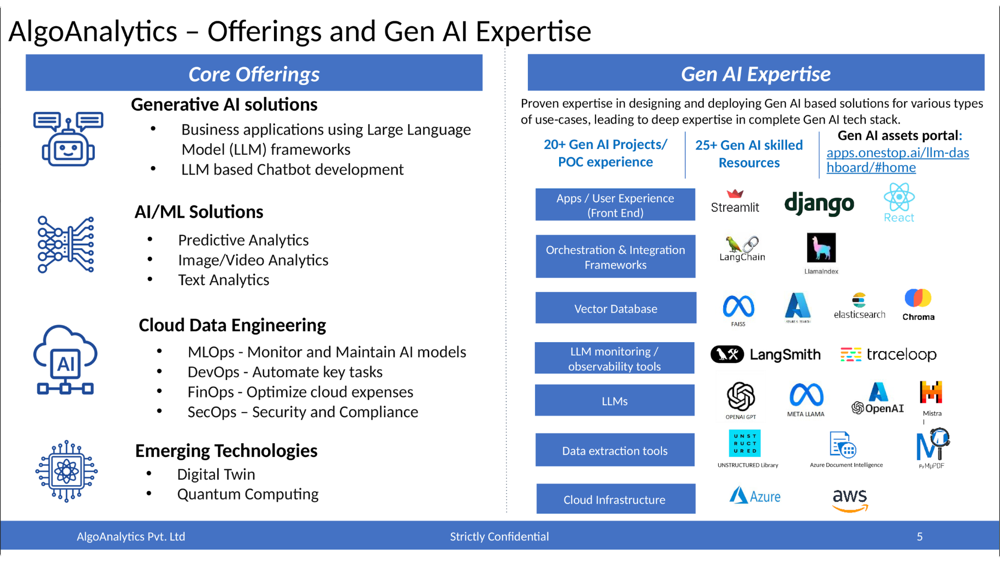 AlgoAnalytics – Offerings and Gen AI Expertise
Core Offerings
Generative AI solutions
• Business applications using Large Language
Model (LLM) frameworks
• LLM based Chatbot development
AI/ML Solutions
• Predictive Analytics
• Image/Video Analytics
• Text Analytics
Cloud Data Engineering
AI
• MLOps - Monitor and Maintain AI models
• DevOps - Automate key tasks
• FinOps - Optimize cloud expenses
• SecOps – Security and Compliance
Emerging Technologies
• Digital Twin
• Quantum Computing
Gen AI Expertise
Proven expertise in designing and deploying Gen AI based solutions for various types
of use-cases, leading to deep expertise in complete Gen AI tech stack.
20+ Gen AI Projects/
POC experience
25+ Gen AI skilled
Resources
Gen AI assets portal:
apps.onestop.ai/llm-das
hboard/#home
Apps / User Experience
(Front End)
Streamlit
django
React
Orchestration & Integration
Frameworks
LangChain
LlamaIndex
Vector Database
FAISS
AZURE AI SEARCH
elasticsearch
Chroma
LLM monitoring /
observability tools
LangSmith
traceloop
LLMs
OPENAI GPT
META LLAMA
OpenAI
Mistra
l
Data extraction tools
UNST
RUCT
URED
UNSTRUCTURED Library
Azure Document Intelligence
PyMμPDF
Cloud Infrastructure
Azure
aws
AlgoAnalytics Pvt. Ltd
Strictly Confidential
5